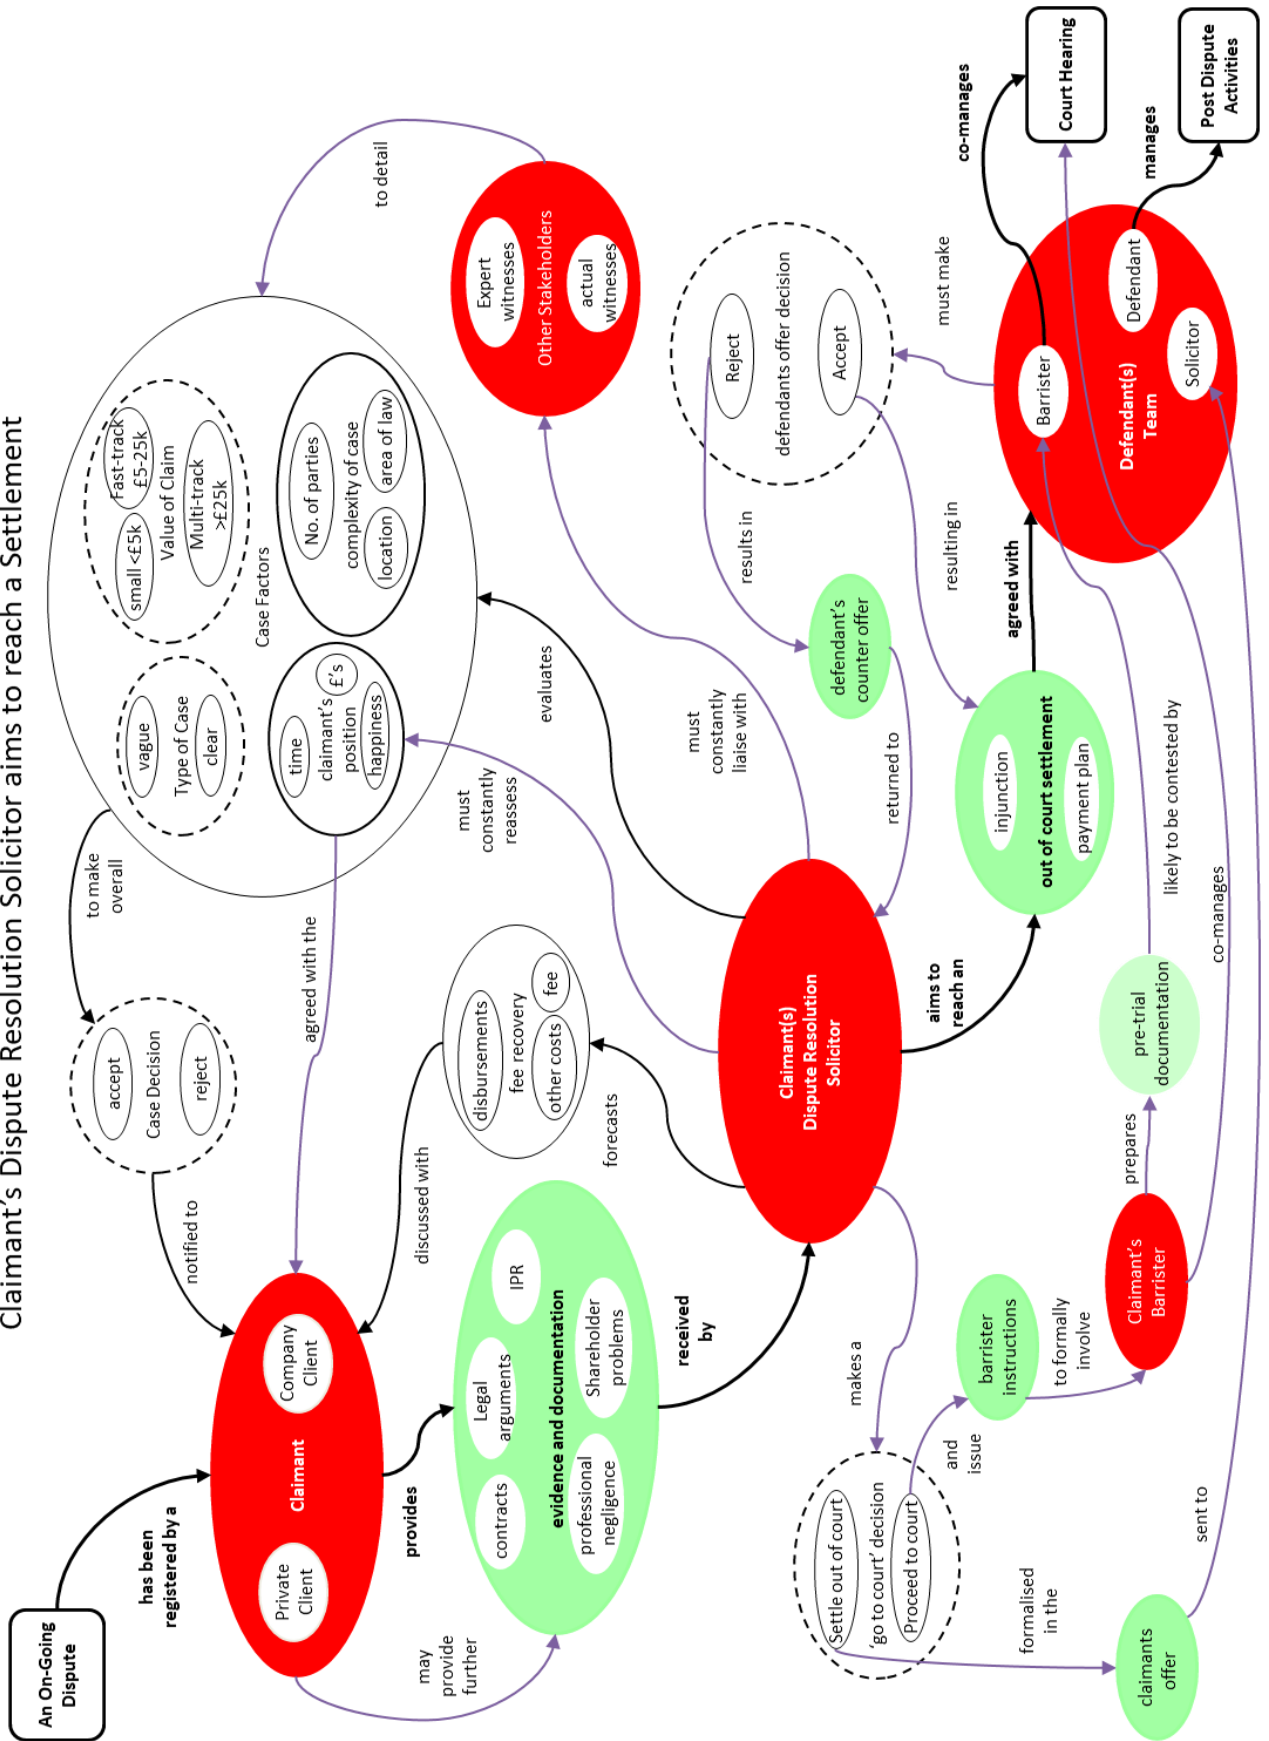 Claimant's Dispute Resolution Solicitor aims to reach a Settlement
An On-Going
Dispute
has been
registered by a
Private
Client
Claimant
Company
Client
notified to
accept
Case Decision
reject
to make
overall
agreed with the
vague
Type of Case
clear
small <£5k
Fast-track
£5-25k
Value of Claim
Multi-track
>£25k
Case Factors
time
£'s
claimant's
position
happiness
No. of parties
complexity of case
location
area of law
to detail
may
provide
further
provides
contracts
Legal
arguments
IPR
evidence and documentation
professional
negligence
Shareholder
problems
discussed with
disbursements
fee recovery
other costs
fee
forecasts
must
constantly
reassess
evaluates
Expert
witnesses
Other Stakeholders
actual
witnesses
received
by
must
constantly
liaise with
Claimant(s)
Dispute Resolution
Solicitor
results in
Reject
defendants offer decision
Accept
defendant's
counter offer
returned to
resulting in
must make
makes a
Settle out of court
'go to court' decision
Proceed to court
and
issue
barrister
instructions
to formally
involve
formalised
in the
claimants
offer
sent to
aims to
reach an
injunction
out of court settlement
payment plan
agreed with
Claimant's
Barrister
prepares
pre-trial
documentation
likely to be contested by
co-manages
Barrister
Defendant(s)
Team
Solicitor
Defendant
co-manages
Court Hearing
manages
Post Dispute
Activities